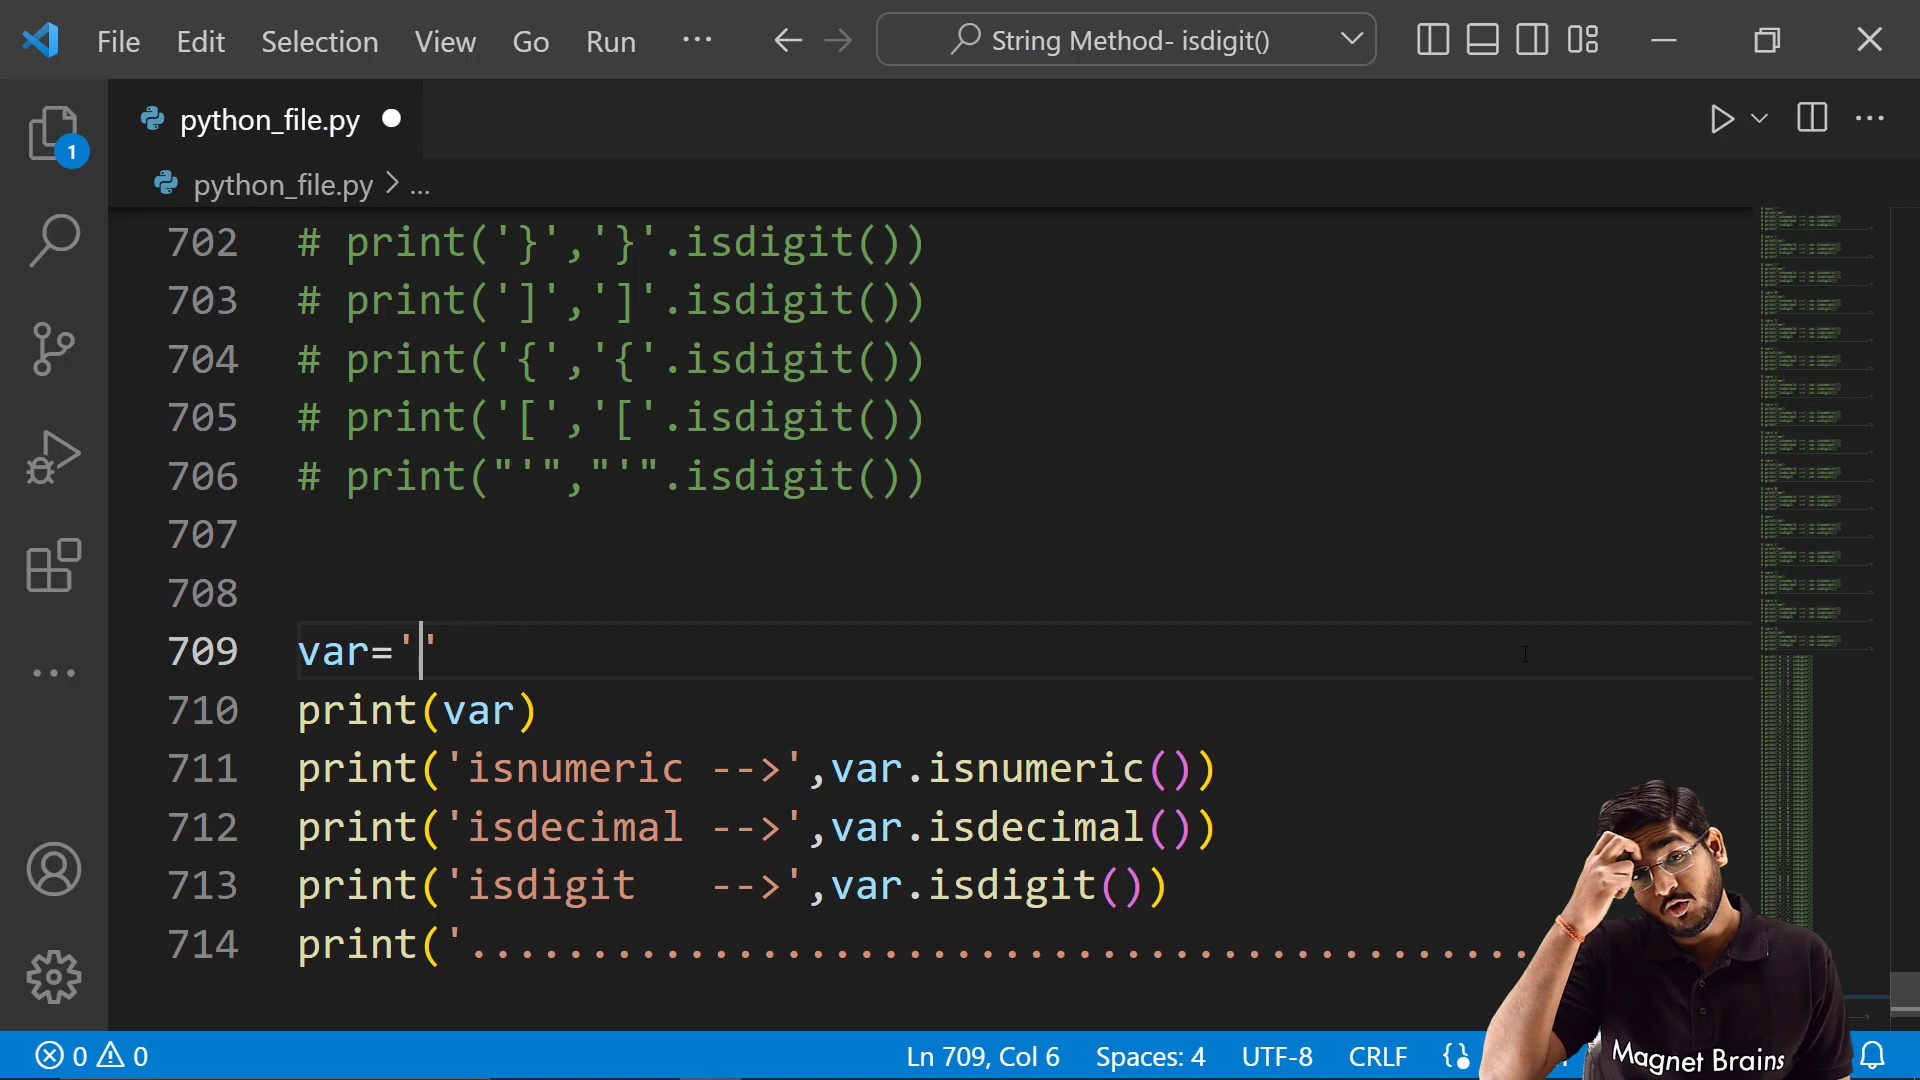 File Edit Selection View Go Run ... String Method- isdigit()
python_file.py
1
python_file.py > ...
702 # print('}','}'.isdigit())
703 # print(']',']'.isdigit())
704 # print('{','{'.isdigit())
705 # print('[','['.isdigit())
706 # print("'","'".isdigit())
707
708
709 var=''
710 print(var)
711 print('isnumeric -->',var.isnumeric())
712 print('isdecimal -->',var.isdecimal())
713 print('isdigit   -->',var.isdigit())
714 print('............................................
Magnet Brains
0 0 Ln 709, Col 6 Spaces: 4 UTF-8 CRLF